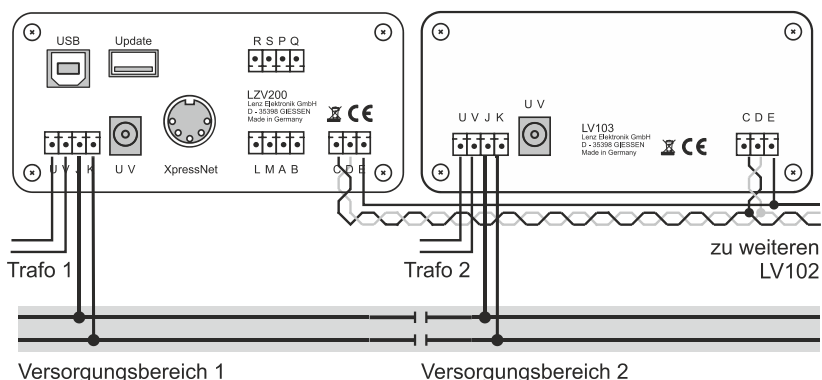 USB Update
R S P Q
LZV200
Lenz Elektronik GmbH
D - 35398 GIESSEN
Made in Germany
CE
U V J K
U V
XpressNet
L M A B
C D E
U V
U V J K
LV103
Lenz Elektronik GmbH
D - 35398 GIESSEN
Made in Germany
CE
C D E
Trafo 1
Trafo 2
zu weiteren
LV102
Versorgungsbereich 1
Versorgungsbereich 2